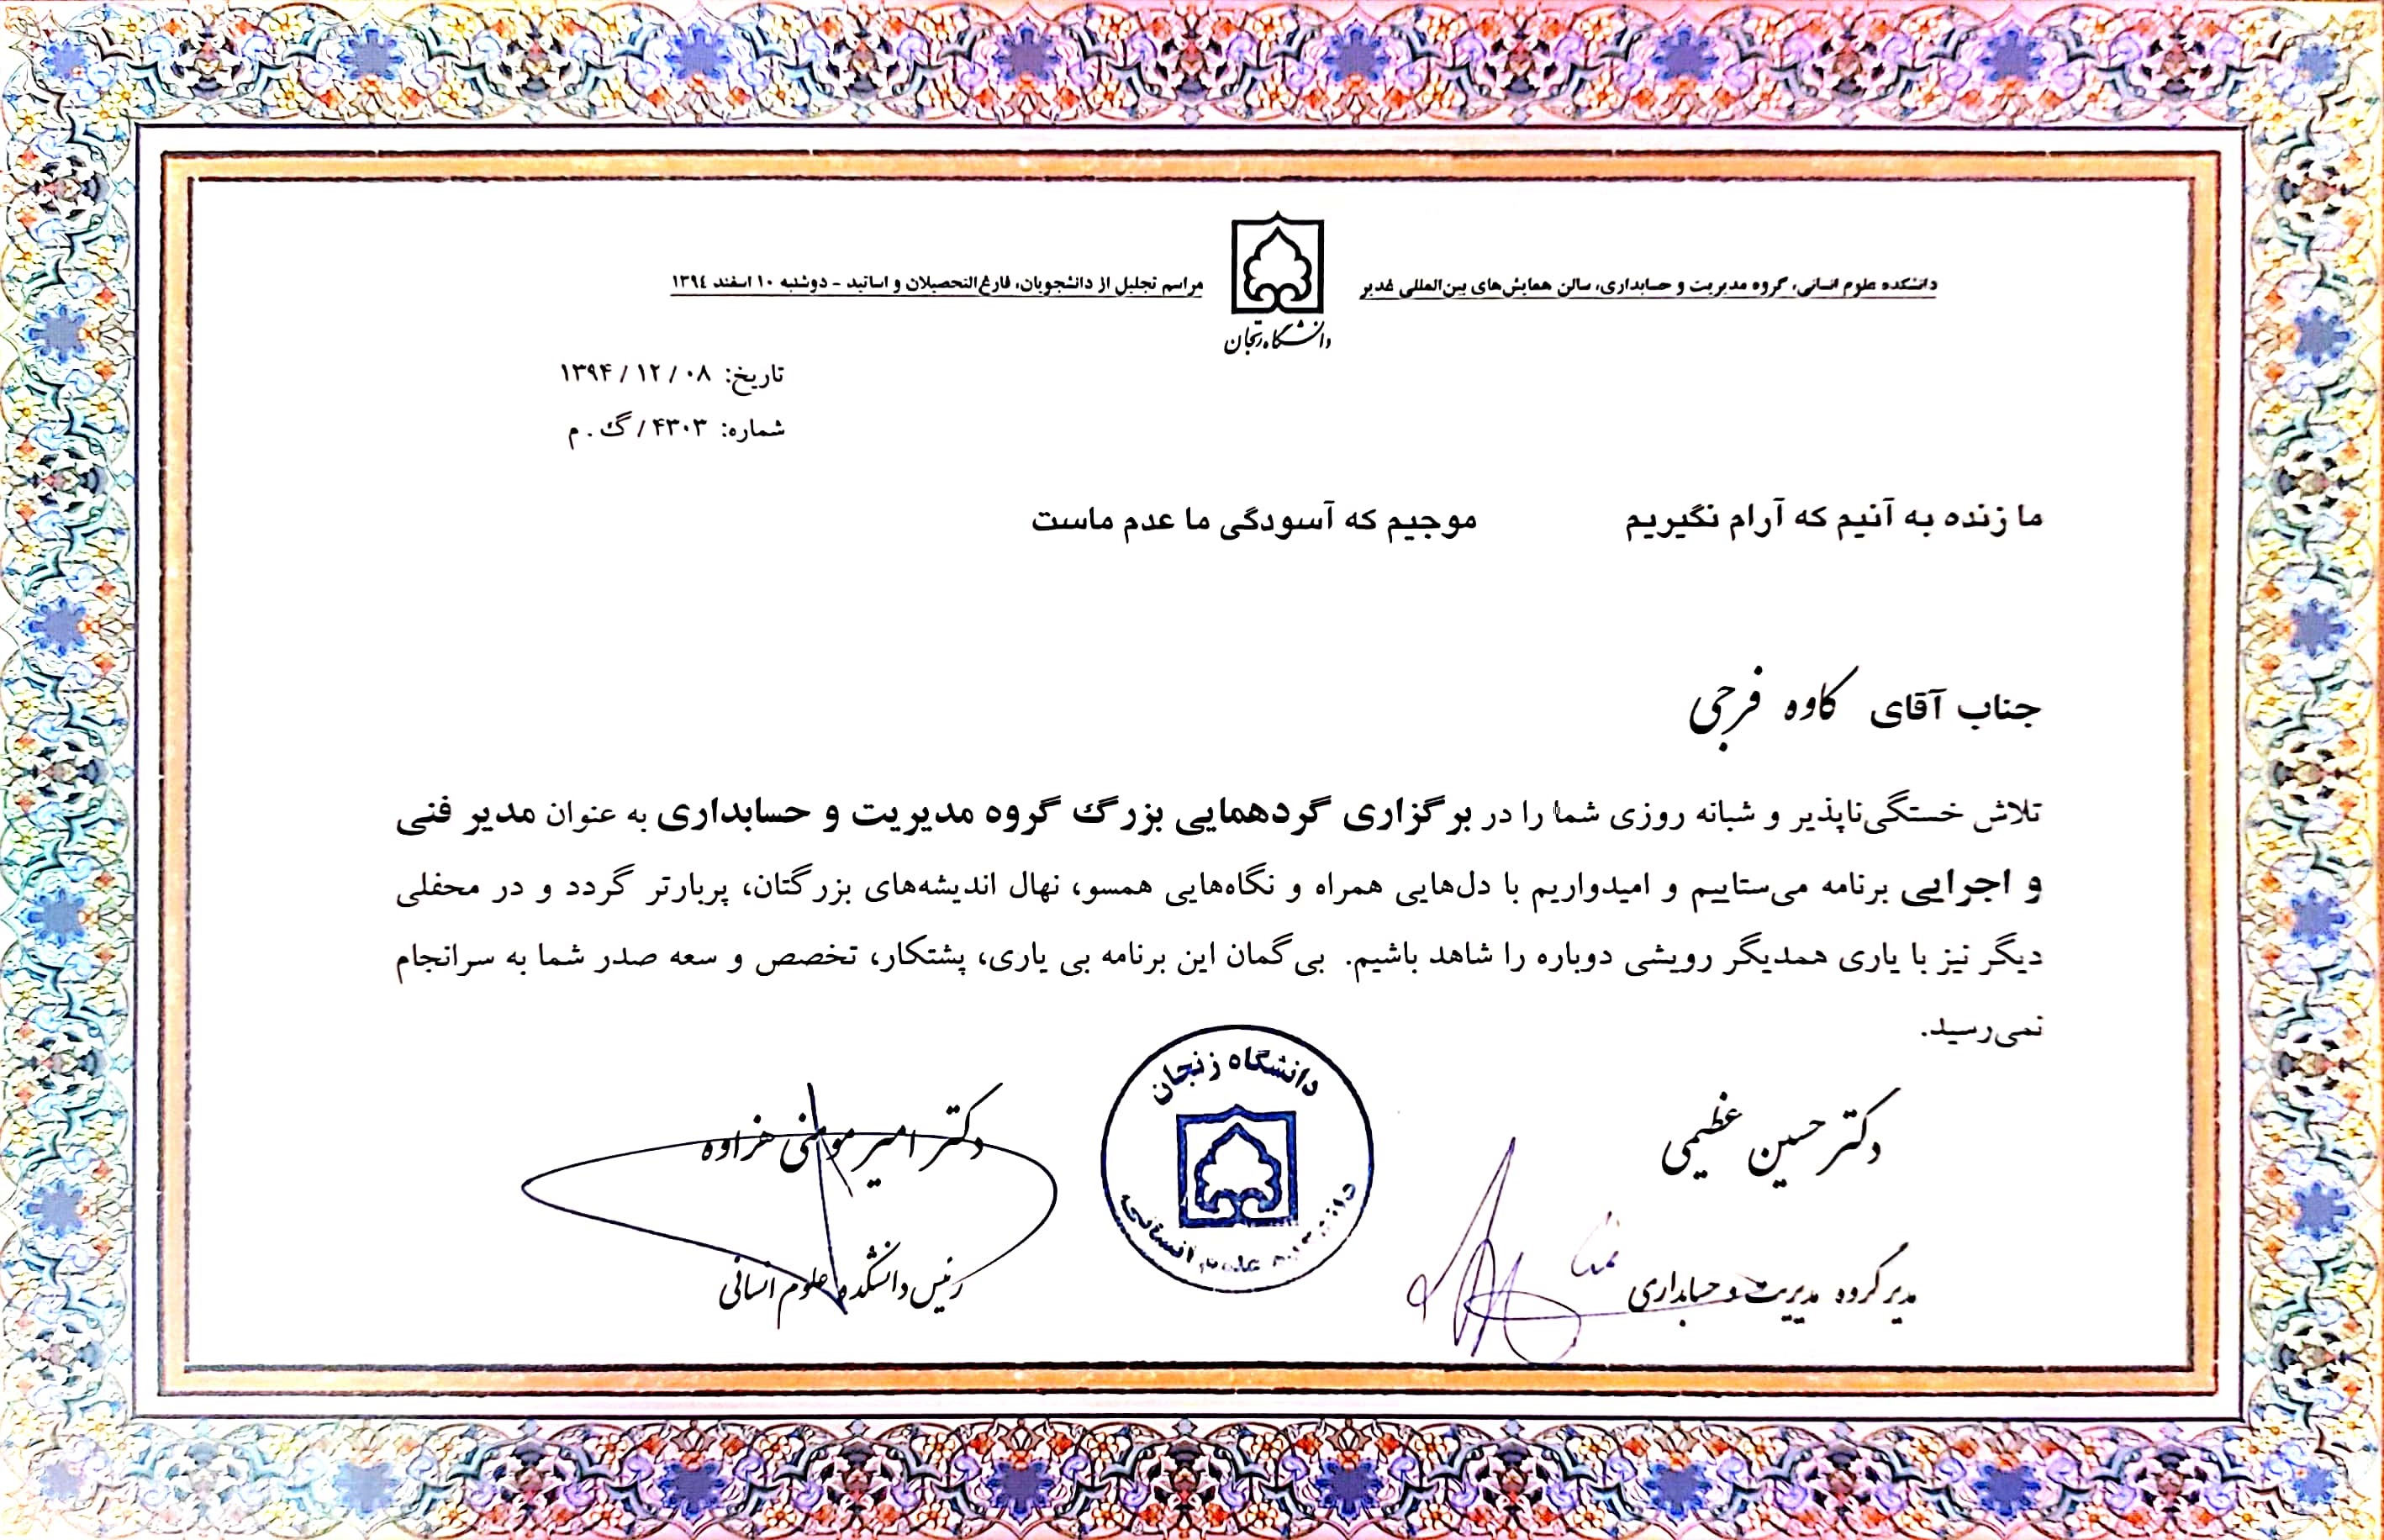 دانشکده علوم انسانی، گروه مدیریت و حسابداری، سالن همایش‌های بین‌المللی غدیر
دانشگاه زنجان
مراسم تجلیل از دانشجویان، فارغ‌التحصیلان و اساتید - دوشنبه ۱۰ اسفند ۱۳۹٤
تاریخ: ۱۳۹۴/۱۲/۰۸
شماره: ۴۳۰۳/گ.م
ما زنده به آنیم که آرام نگیریم موجیم که آسودگی ما عدم ماست
جناب آقای کاوه فرجی
تلاش خستگی‌ناپذیر و شبانه روزی شما را در برگزاری گردهمایی بزرگ گروه مدیریت و حسابداری به عنوان مدیر فنی
و اجرایی برنامه می‌ستاییم و امیدواریم با دل‌هایی همراه و نگاه‌هایی همسو، نهال اندیشه‌های بزرگتان، پربارتر گردد و در محفلی
دیگر نیز با یاری همدیگر رویشی دوباره را شاهد باشیم. بی‌گمان این برنامه بی یاری، پشتکار، تخصص و سعه صدر شما به سرانجام
نمی‌رسید.
دکتر حسین عظیمی
مدیر گروه مدیریت و حسابداری
دانشگاه زنجان
دانشکده علوم انسانی
دکتر امیر مومنی هزاوه
رئیس دانشکده علوم انسانی